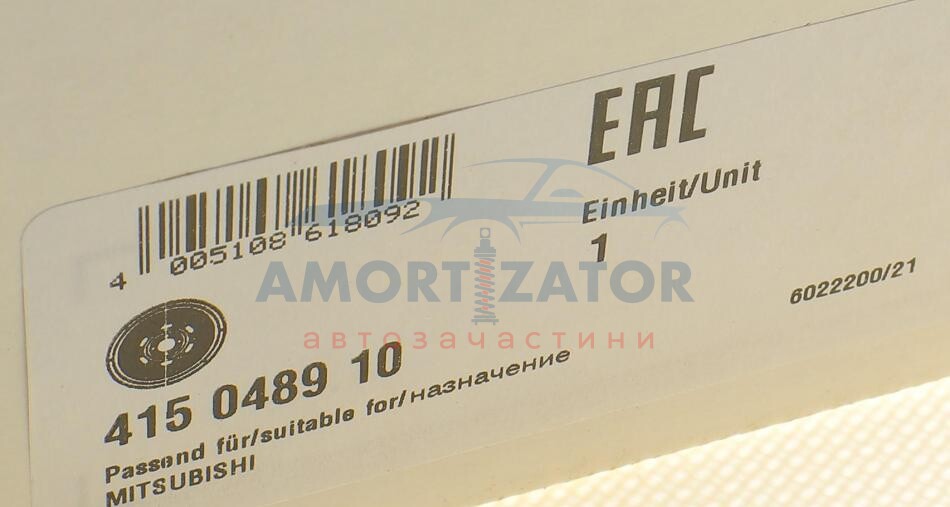 EAC
4 005108 618092
Einheit/Unit
1
6022200/21
AMORTIZATOR
автозачастини
415 0489 10
Passend für/suitable for/назначение
MITSUBISHI